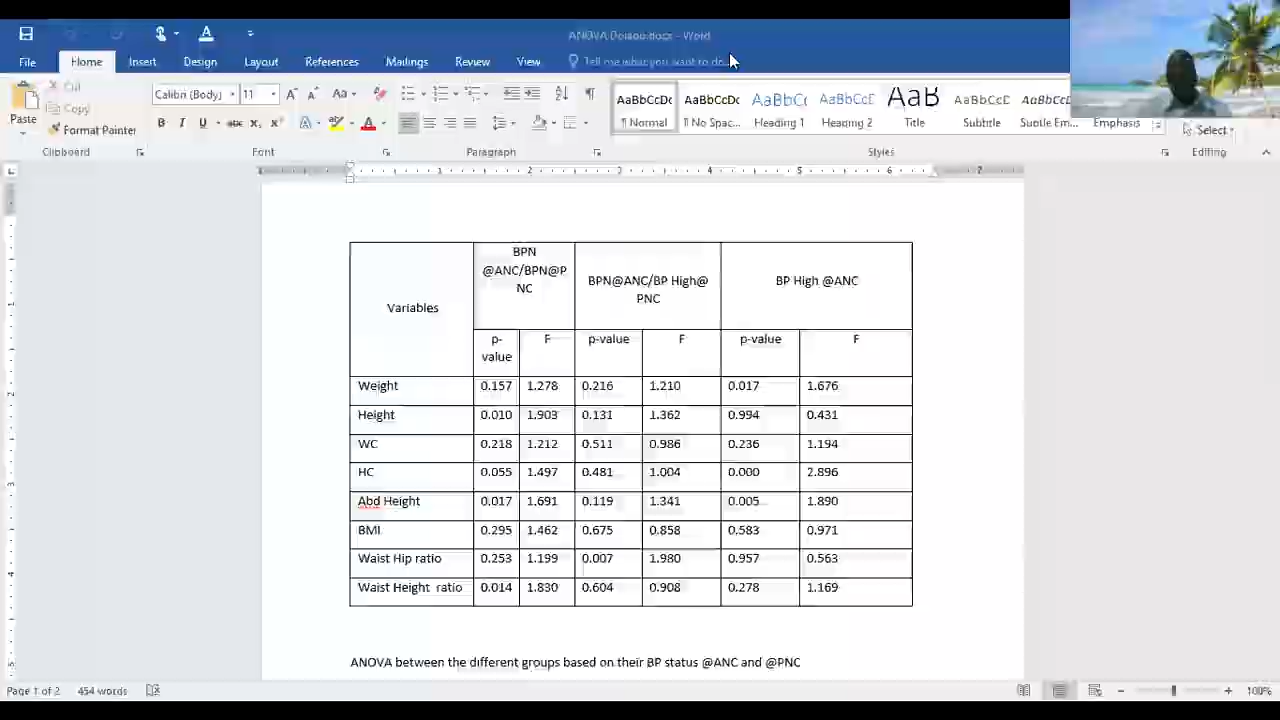 - Word
File Home Insert Design Layout References Mailings Review View Tell me what you want to do...
Paste
Cut
Copy
Format Painter
Calibri (Body) 11
AaBbCcDc AaBbCcDc AaBbCc AaBbCcE AaB AaBbCcD AaBbCcDc
¶ Normal ¶ No Spac... Heading 1 Heading 2 Title Subtitle Subtle Em... Emphasis
Select
Clipboard Font Paragraph Styles Editing
Variables
BPN
@ANC/BPN@P
NC
BPN@ANC/BP High@
PNC
BP High @ANC
p-
value
F p-value F p-value F
Weight 0.157 1.278 0.216 1.210 0.017 1.676
Height 0.010 1.903 0.131 1.362 0.994 0.431
WC 0.218 1.212 0.511 0.986 0.236 1.194
HC 0.055 1.497 0.481 1.004 0.000 2.896
Abd Height 0.017 1.691 0.119 1.341 0.005 1.890
BMI 0.295 1.462 0.675 0.858 0.583 0.971
Waist Hip ratio 0.253 1.199 0.007 1.980 0.957 0.563
Waist Height ratio 0.014 1.830 0.604 0.908 0.278 1.169
ANOVA between the different groups based on their BP status @ANC and @PNC
Page 1 of 2 454 words 100%